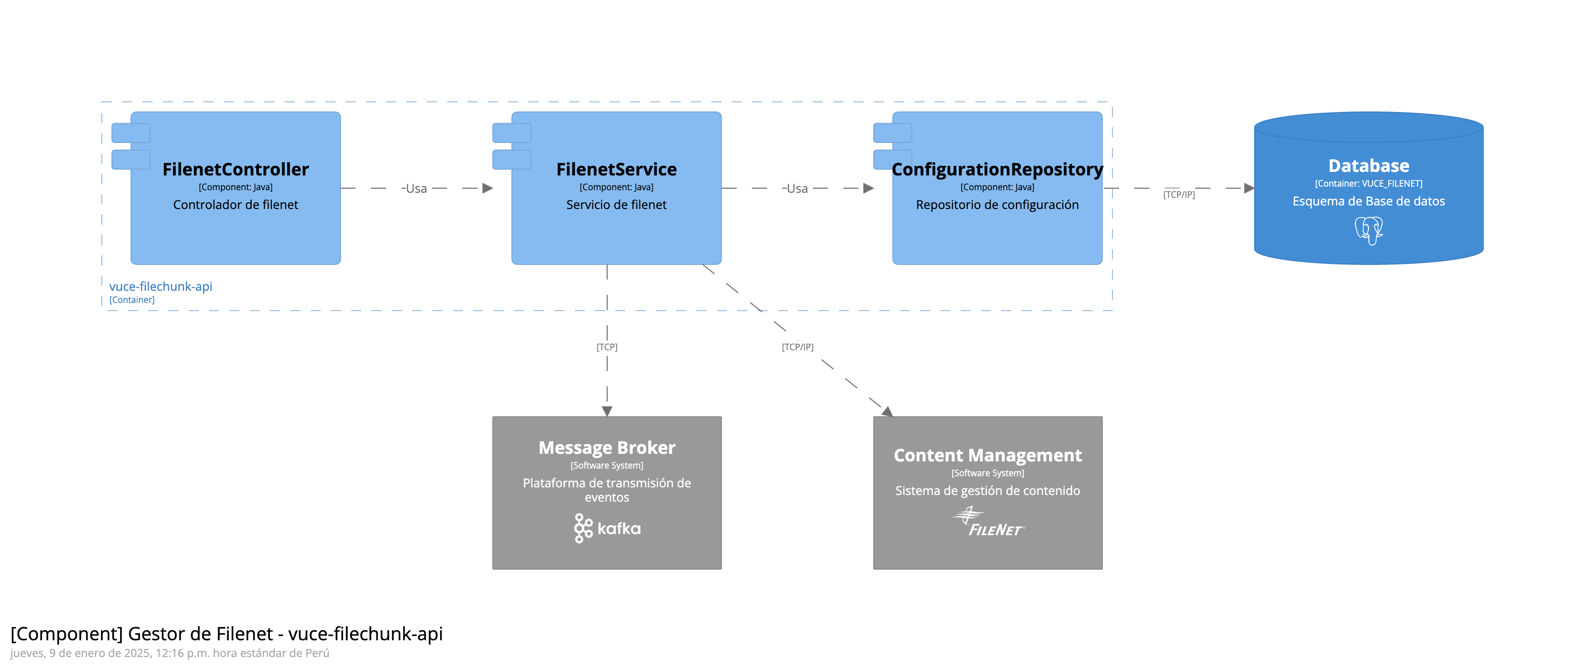 FilenetController
[Component: Java]
Controlador de filenet
Usa
FilenetService
[Component: Java]
Servicio de filenet
Usa
ConfigurationRepository
[Component: Java]
Repositorio de configuración
[TCP/IP]
Database
[Container: VUCE_FILENET]
Esquema de Base de datos
vuce-filechunk-api
[Container]
[TCP]
[TCP/IP]
Message Broker
[Software System]
Plataforma de transmisión de
eventos
kafka
Content Management
[Software System]
Sistema de gestión de contenido
FILENET
[Component] Gestor de Filenet - vuce-filechunk-api
jueves, 9 de enero de 2025, 12:16 p.m. hora estándar de Perú